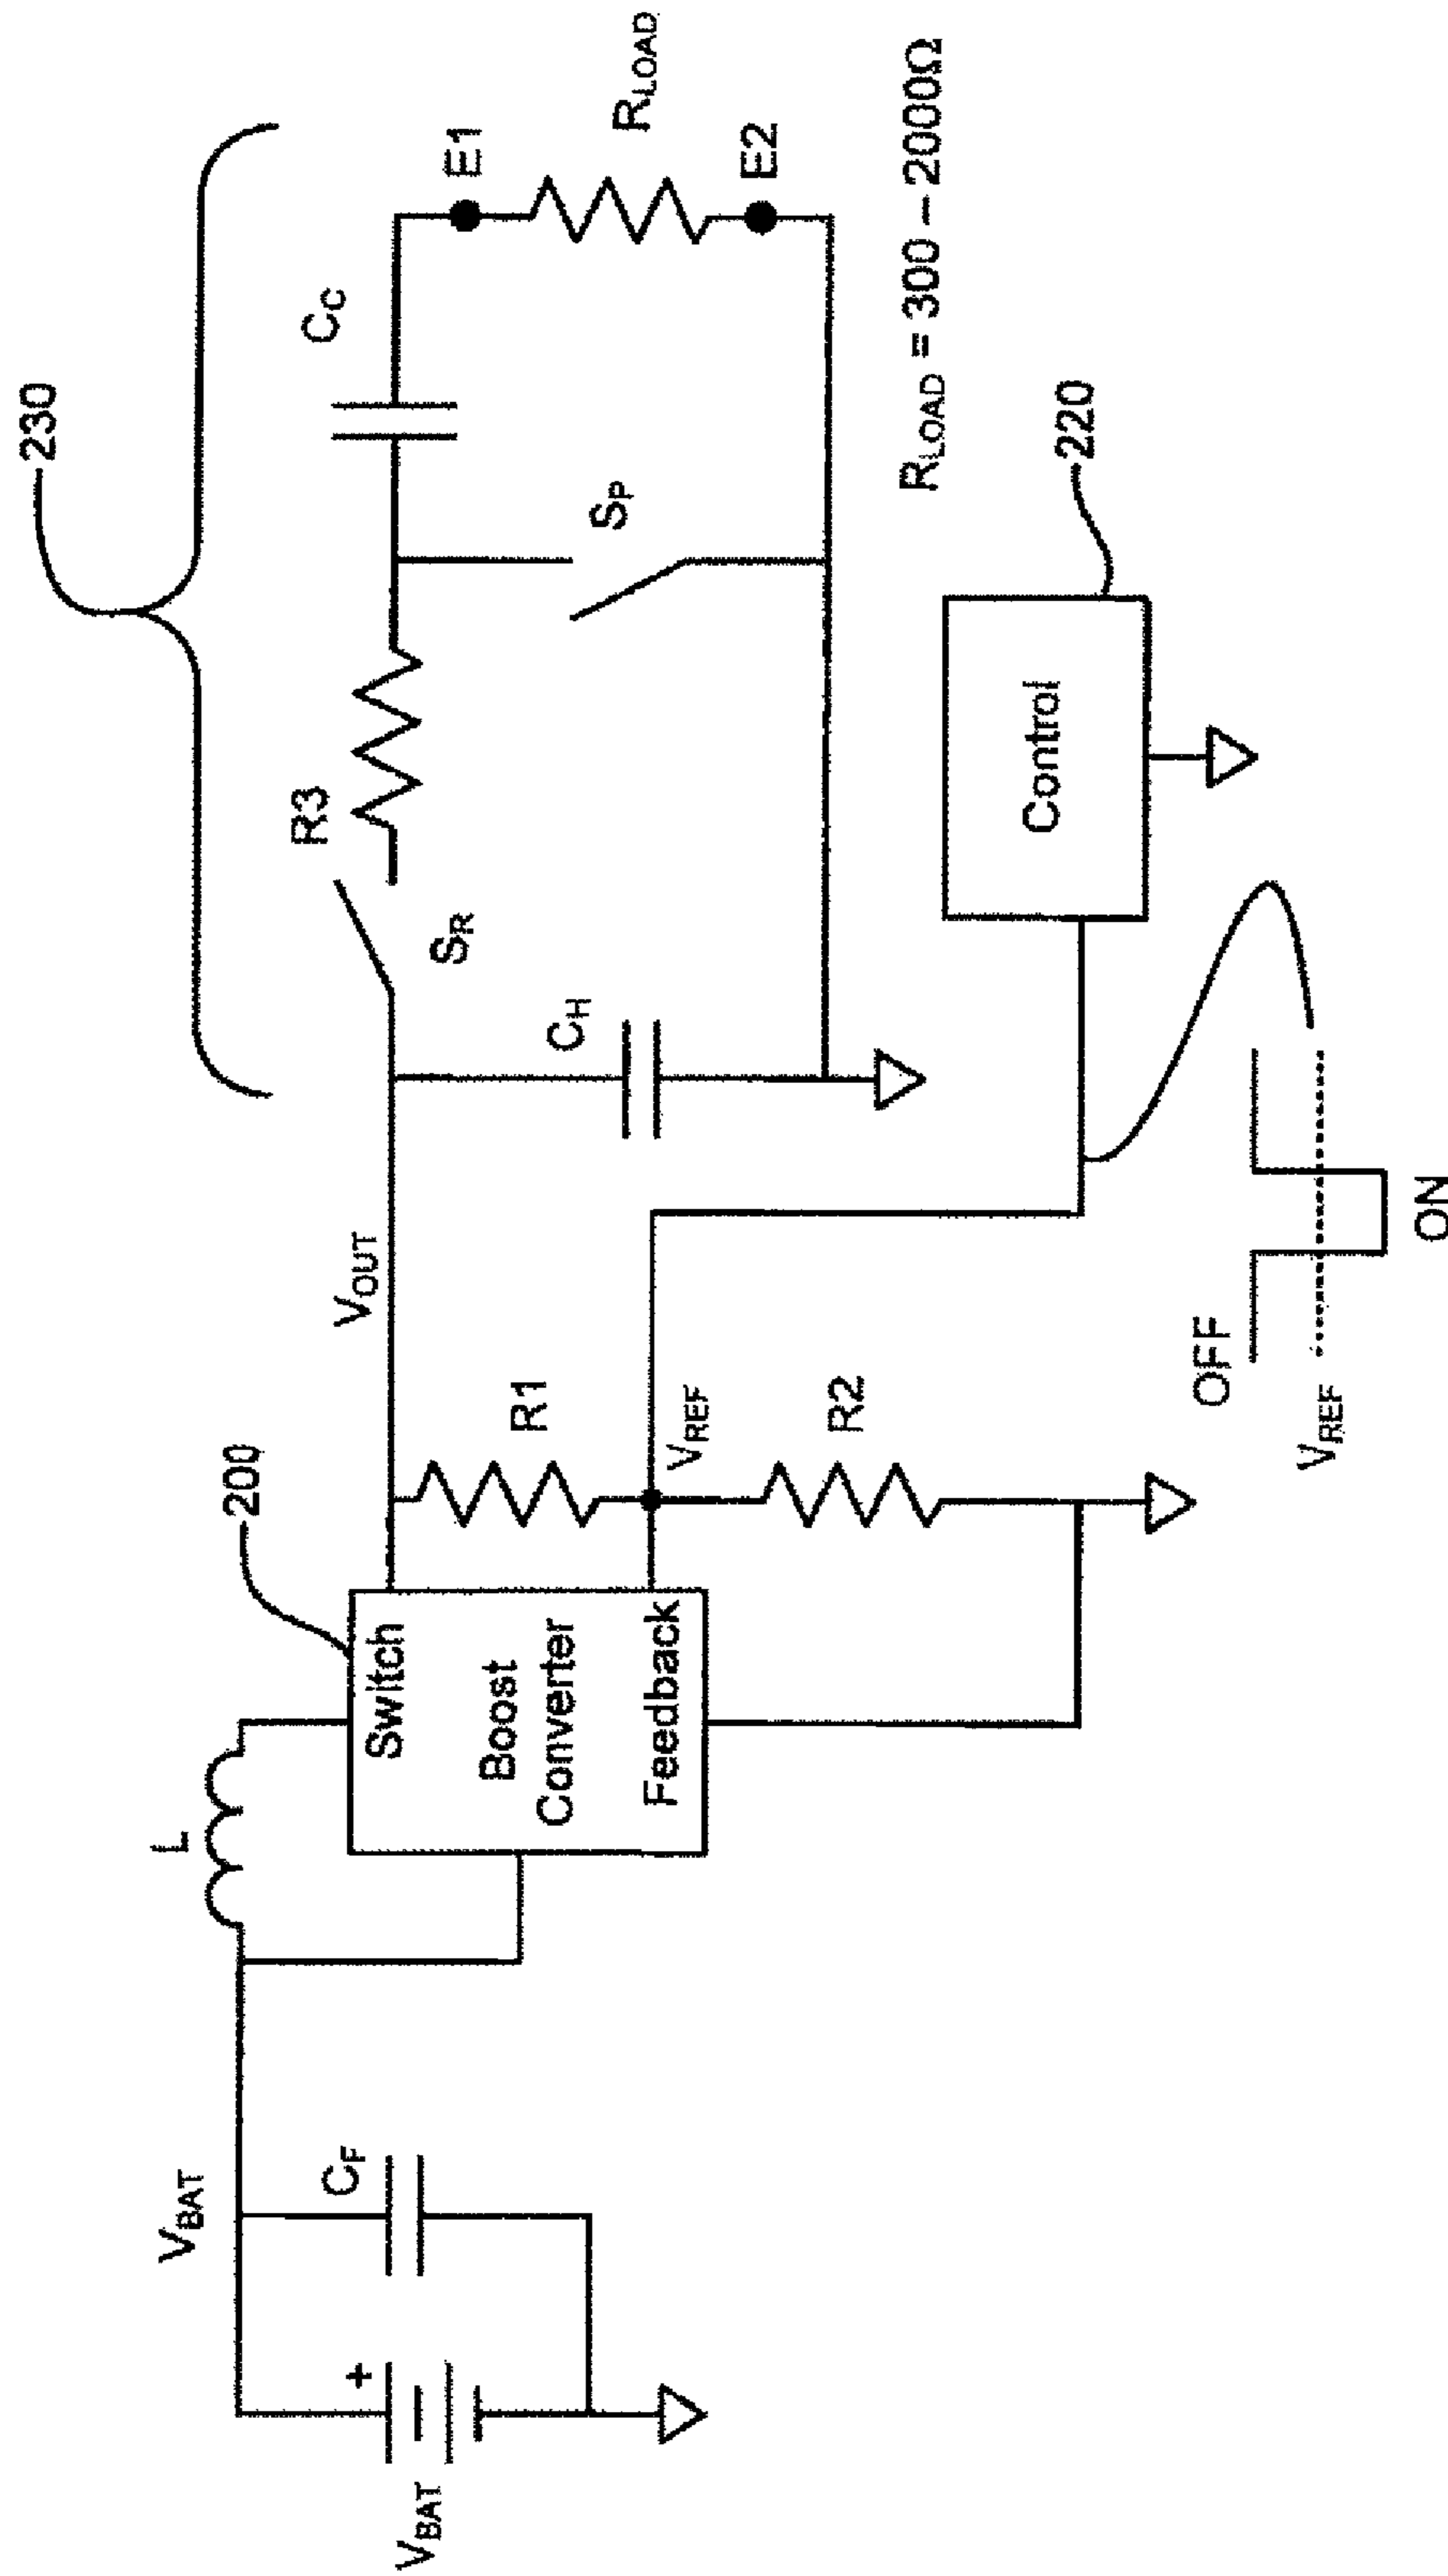 230
200
V_BAT
L
V_BAT
+
C_F
Switch
Boost
Converter
Feedback
R1
V_REF
R2
V_OUT
C_H
S_R
R3
S_P
C_C
E1
R_LOAD
E2
R_LOAD = 300 – 2000Ω
Control
220
OFF
V_REF
ON